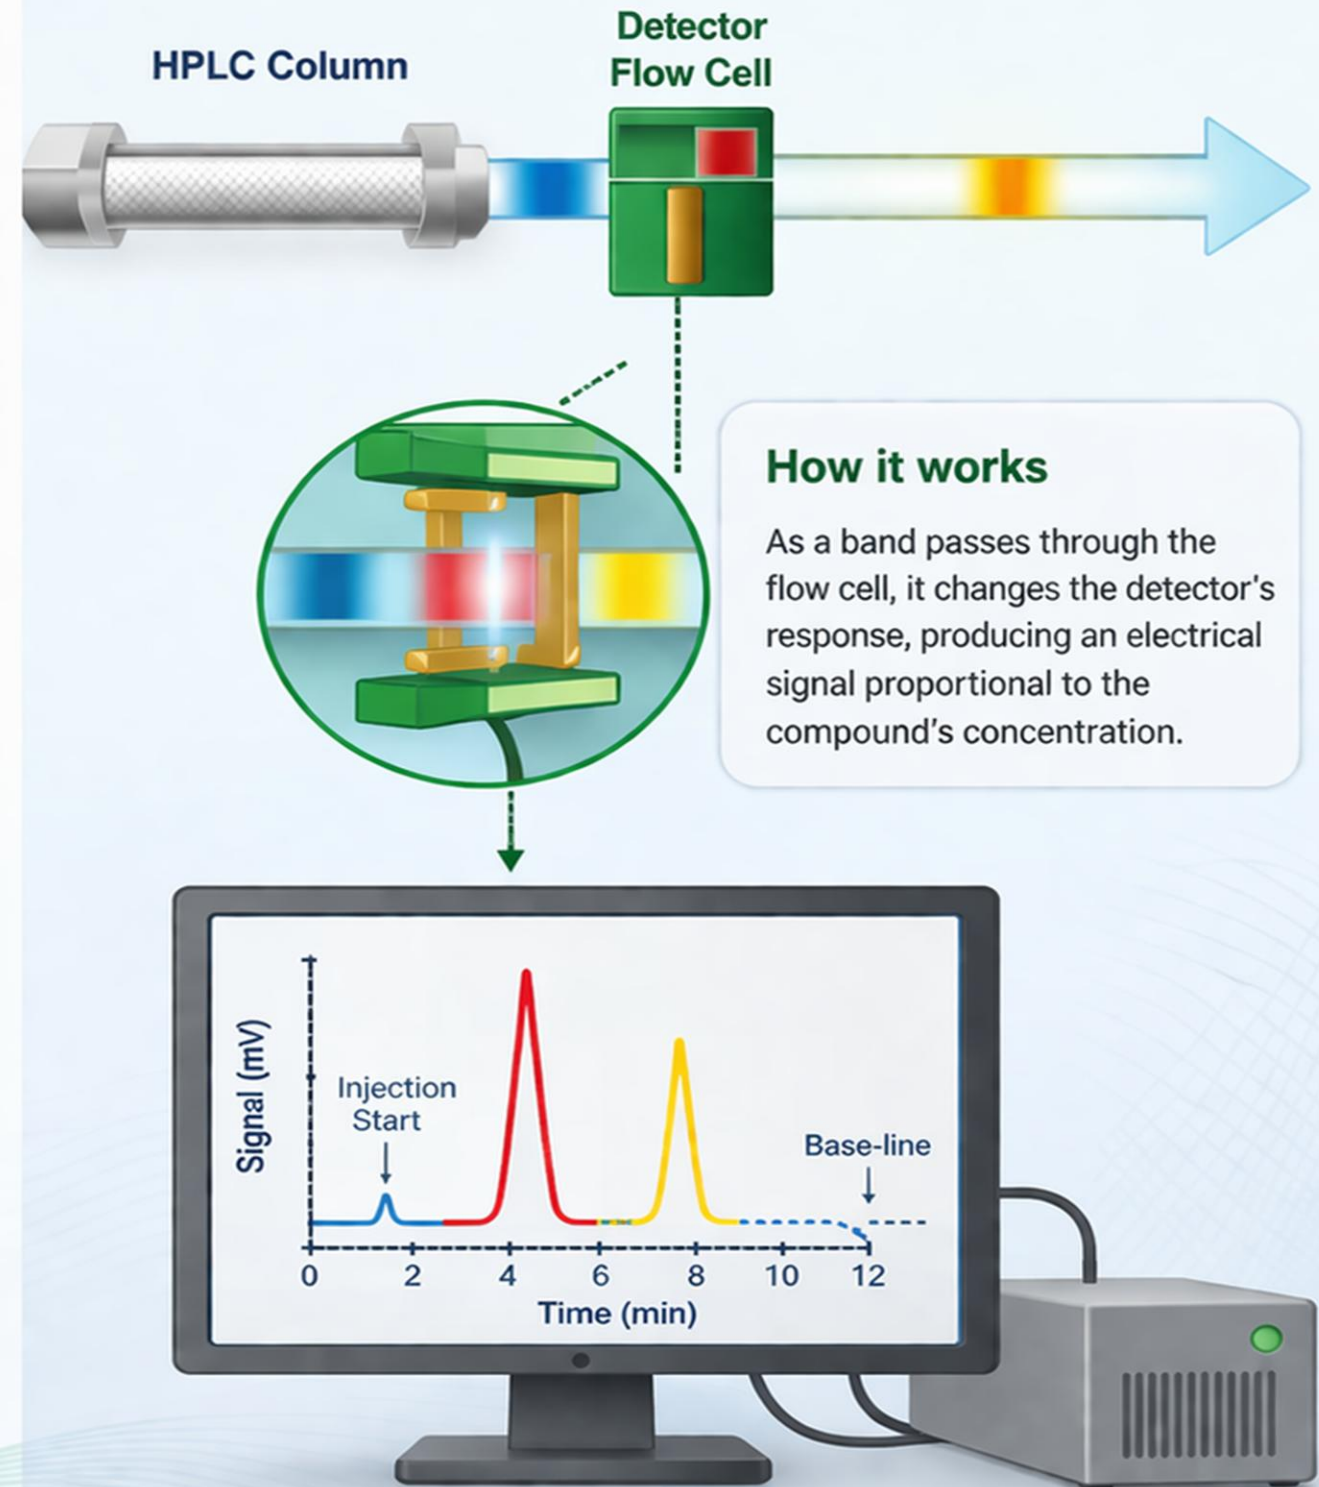 HPLC Column
Detector
Flow Cell
How it works
As a band passes through the
flow cell, it changes the detector's
response, producing an electrical
signal proportional to the
compound's concentration.
Signal (mV)
Injection
Start
Base-line
0 2 4 6 8 10 12
Time (min)